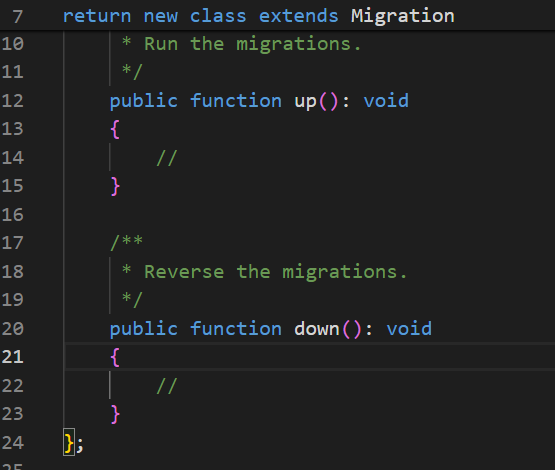 7 return new class extends Migration
10 * Run the migrations.
11 */
12 public function up(): void
13 {
14 //
15 }
16
17 /**
18 * Reverse the migrations.
19 */
20 public function down(): void
21 {
22 //
23 }
24 };
25